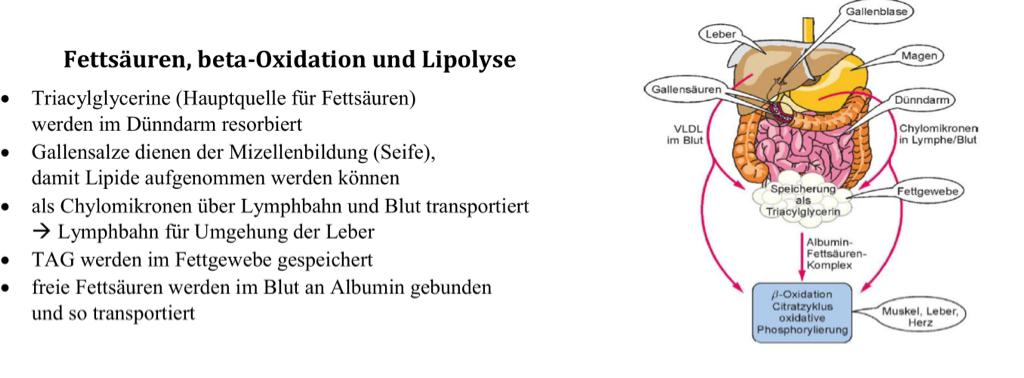 Fettsäuren, beta-Oxidation und Lipolyse
• Triacylglycerine (Hauptquelle für Fettsäuren)
werden im Dünndarm resorbiert
• Gallensalze dienen der Mizellenbildung (Seife),
damit Lipide aufgenommen werden können
• als Chylomikronen über Lymphbahn und Blut transportiert
→ Lymphbahn für Umgehung der Leber
• TAG werden im Fettgewebe gespeichert
• freie Fettsäuren werden im Blut an Albumin gebunden
und so transportiert
Gallenblase
Leber
Magen
Gallensäuren
Dünndarm
VLDL
im Blut
Chylomikronen
in Lymphe/Blut
Speicherung
als
Triacylglycerin
Fettgewebe
Albumin-
Fettsäuren-
Komplex
β-Oxidation
Citratzyklus
oxidative
Phosphorylierung
Muskel, Leber,
Herz